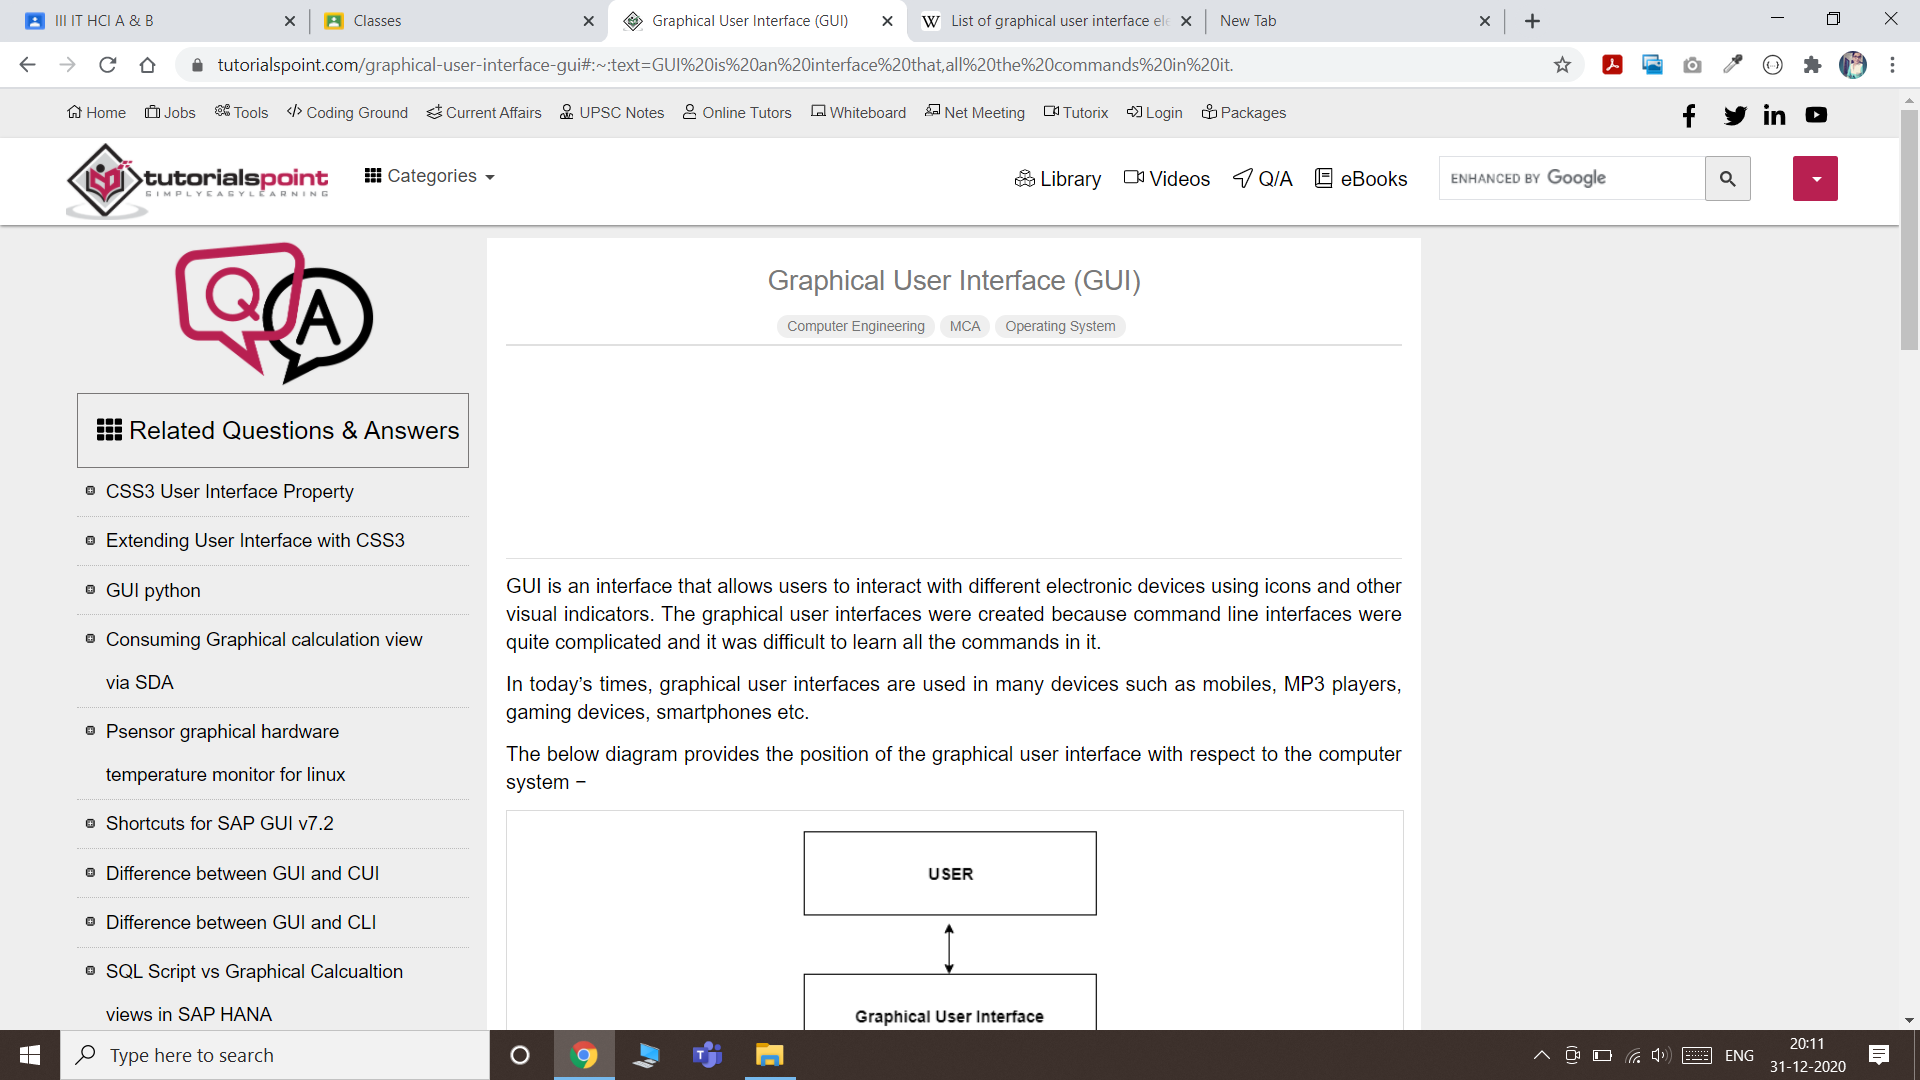 III IT HCI A & B
Classes
Graphical User Interface (GUI)
List of graphical user interface ele
New Tab
tutorialspoint.com/graphical-user-interface-gui#:~:text=GUI%20is%20an%20interface%20that,all%20the%20commands%20in%20it.
Home Jobs Tools Coding Ground Current Affairs UPSC Notes Online Tutors Whiteboard Net Meeting Tutorix Login Packages
tutorialspoint
SIMPLYEASYLEARNING
Categories
Library Videos Q/A eBooks
ENHANCED BY Google
Q A
Related Questions & Answers
CSS3 User Interface Property
Extending User Interface with CSS3
GUI python
Consuming Graphical calculation view
via SDA
Psensor graphical hardware
temperature monitor for linux
Shortcuts for SAP GUI v7.2
Difference between GUI and CUI
Difference between GUI and CLI
SQL Script vs Graphical Calcualtion
views in SAP HANA
Graphical User Interface (GUI)
Computer Engineering MCA Operating System
GUI is an interface that allows users to interact with different electronic devices using icons and other
visual indicators. The graphical user interfaces were created because command line interfaces were
quite complicated and it was difficult to learn all the commands in it.
In today’s times, graphical user interfaces are used in many devices such as mobiles, MP3 players,
gaming devices, smartphones etc.
The below diagram provides the position of the graphical user interface with respect to the computer
system −
USER
Graphical User Interface
Type here to search
ENG
20:11
31-12-2020